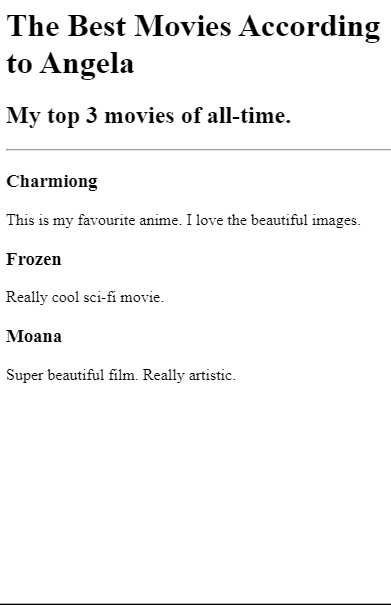 The Best Movies According
to Angela
My top 3 movies of all-time.
Charmiong
This is my favourite anime. I love the beautiful images.
Frozen
Really cool sci-fi movie.
Moana
Super beautiful film. Really artistic.